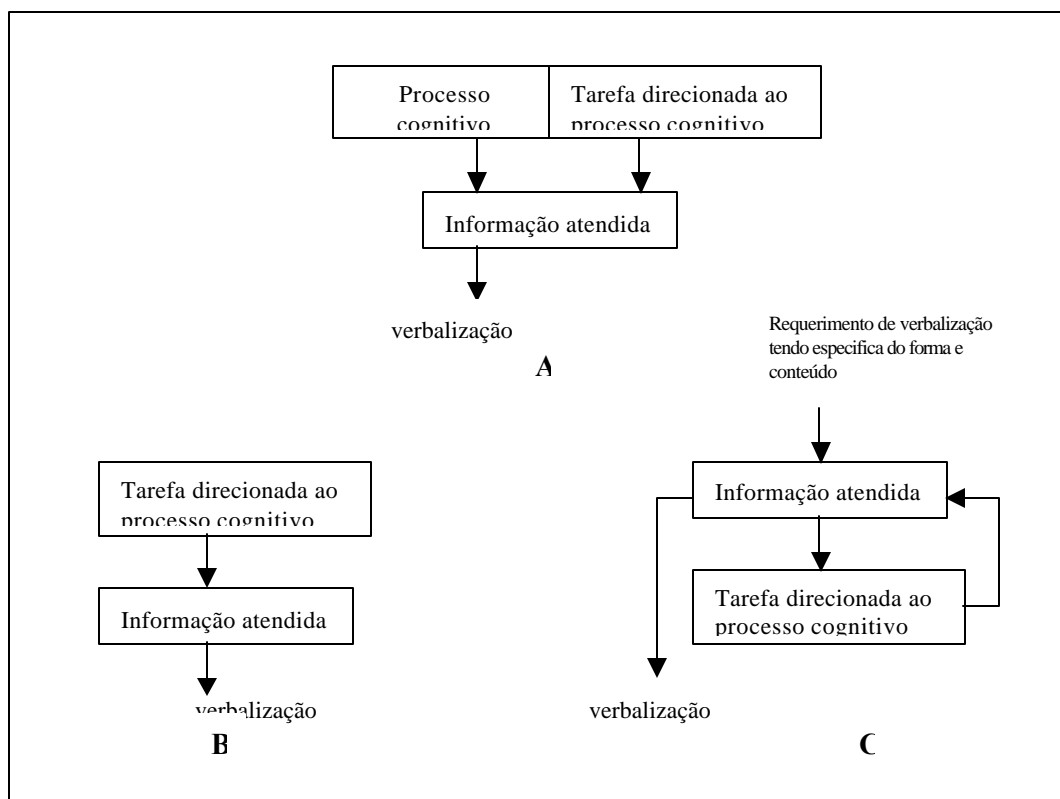 Processo
cognitivo
Tarefa direcionada ao
processo cognitivo
Informação atendida
verbalização
A
Requerimento de verbalização
tendo especifica do forma e
conteúdo
Tarefa direcionada ao
processo cognitivo
Informação atendida
verbalização
B
Informação atendida
Tarefa direcionada ao
processo cognitivo
verbalização
C